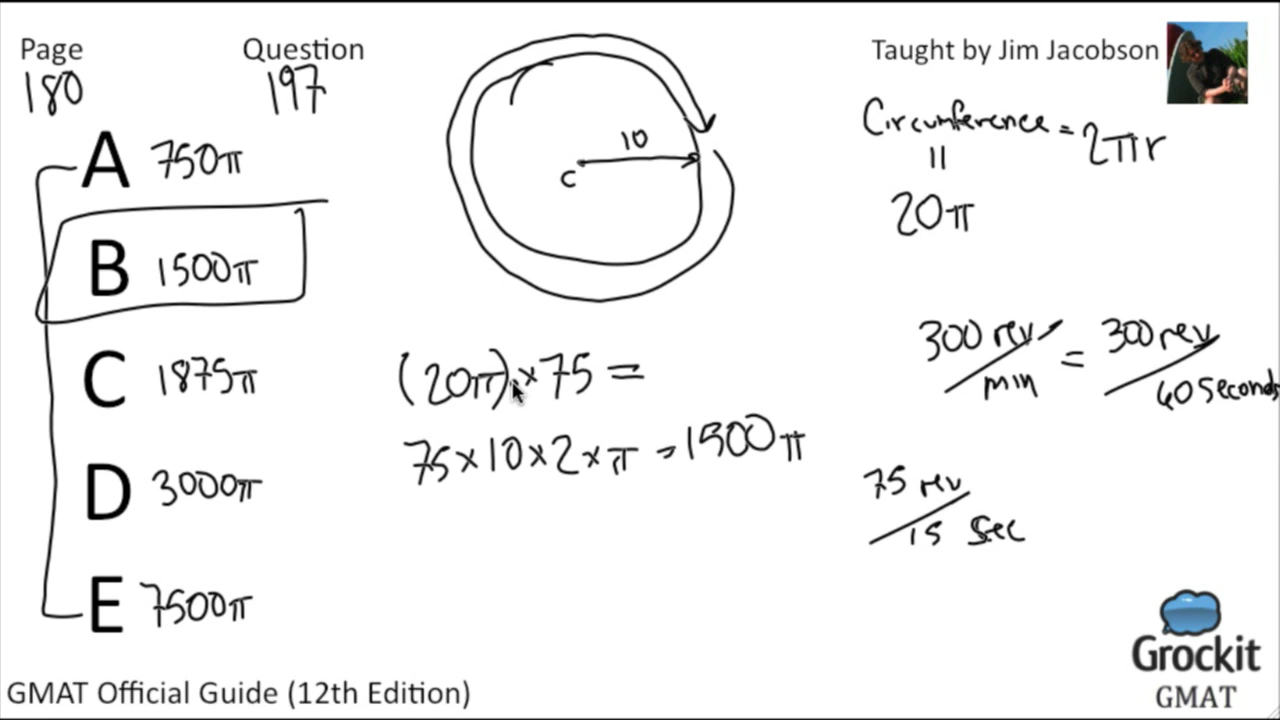 Page
180
Question
197
Taught by Jim Jacobson
A 750π
B 1500π
C 1875π
D 3000π
E 7500π
10
C
Circumference = 2πr
||
20π
300 rev/min = 300 rev/60 seconds
75 rev/15 sec
(20π) × 75 =
75 × 10 × 2 × π = 1500π
GMAT Official Guide (12th Edition)
Grockit
GMAT